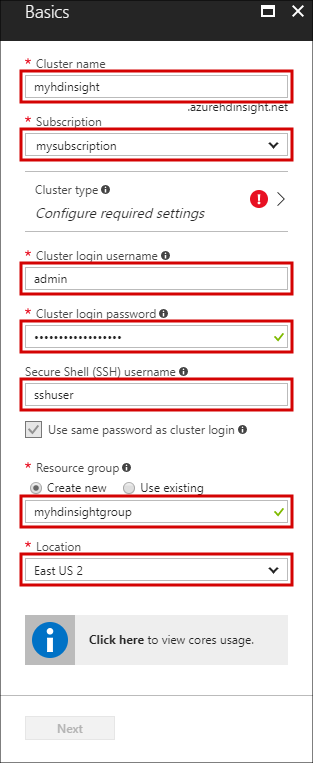 Basics
* Cluster name
myhdinsight
.azurehdinsight.net
* Subscription
mysubscription
Cluster type
Configure required settings
* Cluster login username
admin
* Cluster login password
••••••••••••••••••
Secure Shell (SSH) username
sshuser
Use same password as cluster login
* Resource group
Create new Use existing
myhdinsightgroup
* Location
East US 2
Click here to view cores usage.
Next